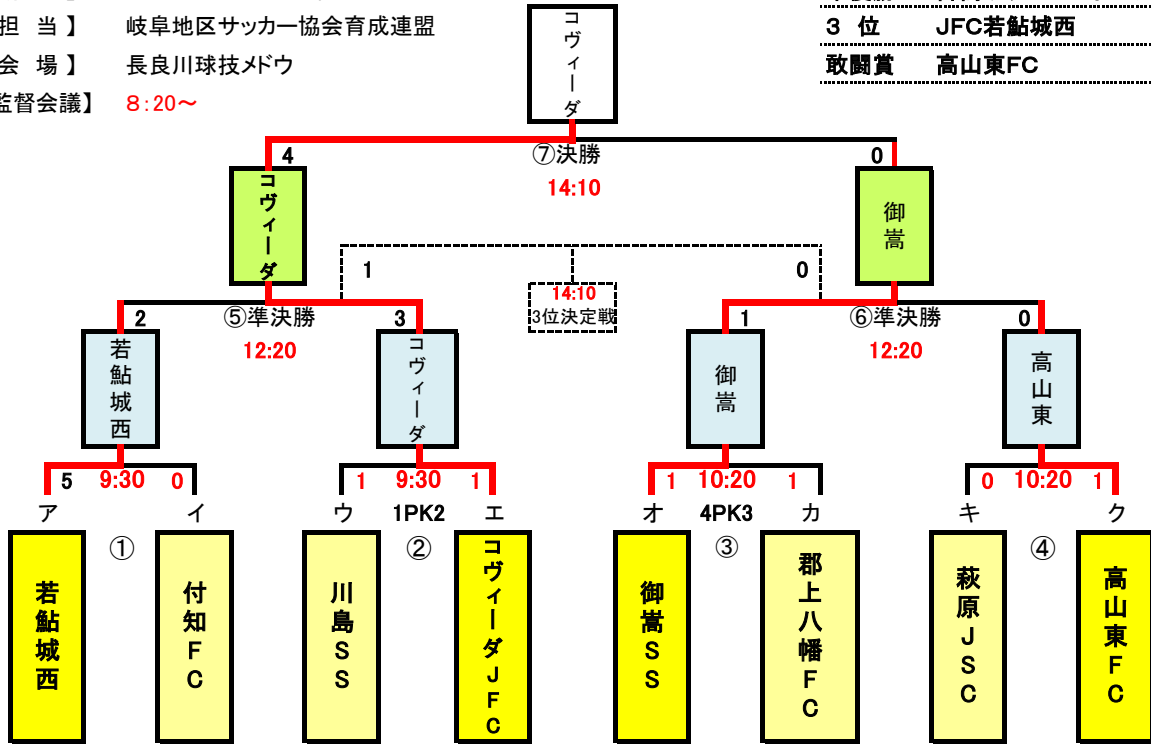 担 当 】 岐阜地区サッカー協会育成連盟
会 場 】 長良川球技メドウ
監督会議】 8:20～
3 位 JFC若鮎城西
敢闘賞 高山東FC
コヴィーダ
4 ⑦決勝 0
14:10
コヴィーダ
御嵩
1 0
14:10
3位決定戦
2 ⑤準決勝 3
12:20
1 ⑥準決勝 0
12:20
若鮎城西
コヴィーダ
御嵩
高山東
5 9:30 0
1 9:30 1
1 10:20 1
0 10:20 1
ア イ ウ 1PK2 エ オ 4PK3 カ キ ク
① ② ③ ④
若鮎城西
付知FC
川島SS
コヴィーダJFC
御嵩SS
郡上八幡FC
萩原JSC
高山東FC